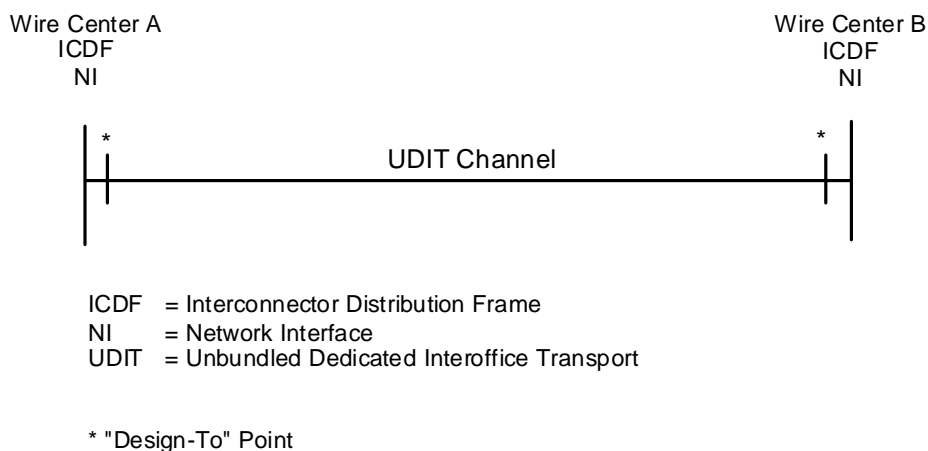 Wire Center A
ICDF
NI
Wire Center B
ICDF
NI
*
*
UDIT Channel
ICDF = Interconnector Distribution Frame
NI = Network Interface
UDIT = Unbundled Dedicated Interoffice Transport
* "Design-To" Point